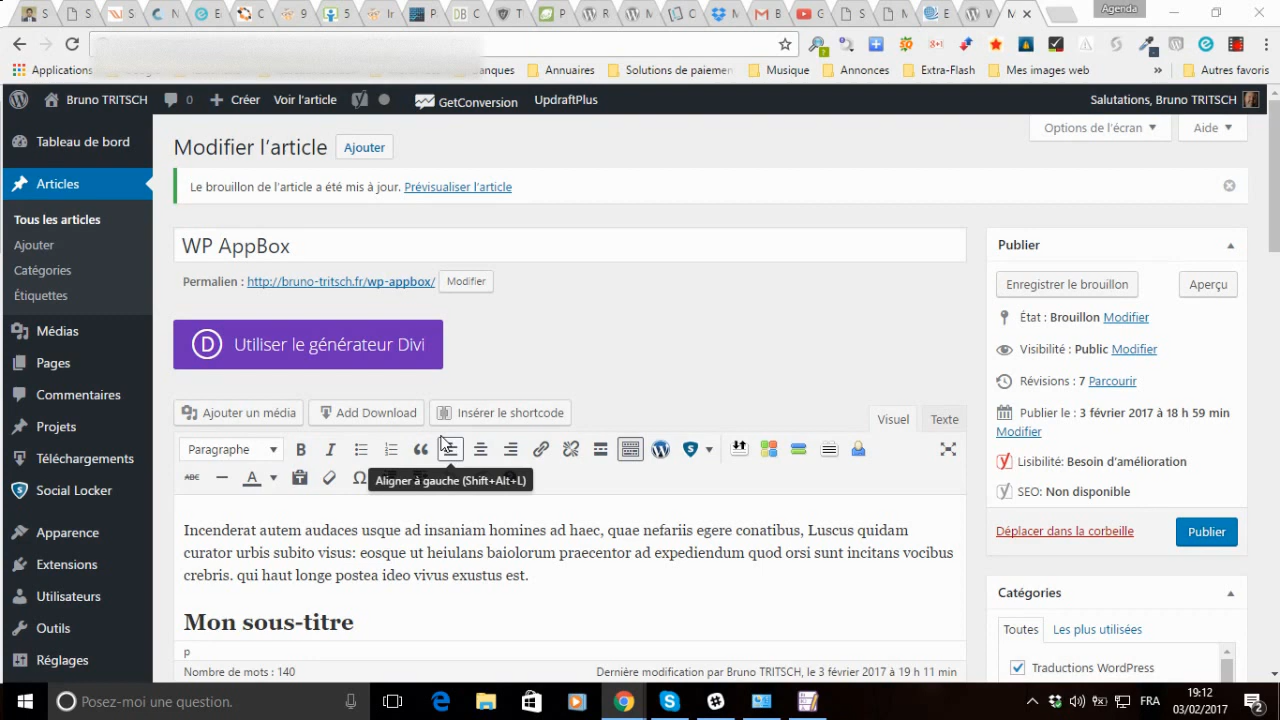 Agenda
Applications
anques
Annuaires
Solutions de paiemen
Musique
Annonces
Extra-Flash
Mes images web
»
Autres favoris
Bruno TRITSCH
0
Créer
Voir l'article
GetConversion
UpdraftPlus
Salutations, Bruno TRITSCH
Tableau de bord
Articles
Tous les articles
Ajouter
Catégories
Étiquettes
Médias
Pages
Commentaires
Projets
Téléchargements
Social Locker
Apparence
Extensions
Utilisateurs
Outils
Réglages
Options de l'écran
Aide
Modifier l'article
Ajouter
Le brouillon de l'article a été mis à jour. Prévisualiser l'article
WP AppBox
Permalien : http://bruno-tritsch.fr/wp-appbox/
Modifier
D
Utiliser le générateur Divi
Ajouter un média
Add Download
Insérer le shortcode
Visuel
Texte
Paragraphe
B
I
ABC
A
Ω
Aligner à gauche (Shift+Alt+L)
Incenderat autem audaces usque ad insaniam homines ad haec, quae nefariis egere conatibus, Luscus quidam
curator urbis subito visus: eosque ut heiulans baiolorum praecentor ad expediendum quod orsi sunt incitans vocibus
crebris. qui haut longe postea ideo vivus exustus est.
Mon sous-titre
p
Nombre de mots : 140
Dernière modification par Bruno TRITSCH, le 3 février 2017 à 19 h 11 min
Publier
Enregistrer le brouillon
Aperçu
État : Brouillon Modifier
Visibilité : Public Modifier
Révisions : 7 Parcourir
Publier le : 3 février 2017 à 18 h 59 min
Modifier
Lisibilité: Besoin d'amélioration
SEO: Non disponible
Déplacer dans la corbeille
Publier
Catégories
Toutes
Les plus utilisées
Traductions WordPress
Posez-moi une question.
FRA
19:12
03/02/2017
2